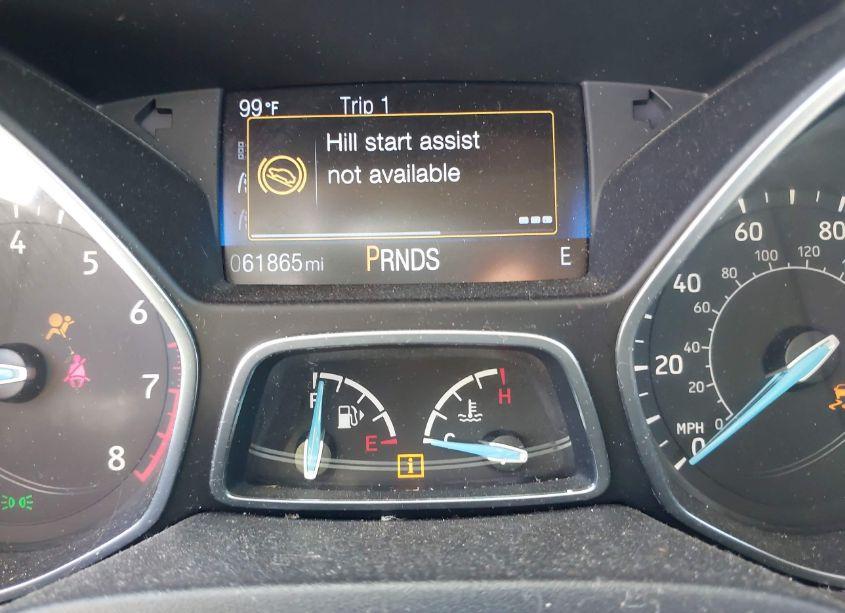 99°F Trip 1
Hill start assist
not available
061865mi PRNDS E
4
5
6
7
8
F
E
C
H
i
0
20
40
60
80
MPH
0
20
40
60
80
100
120